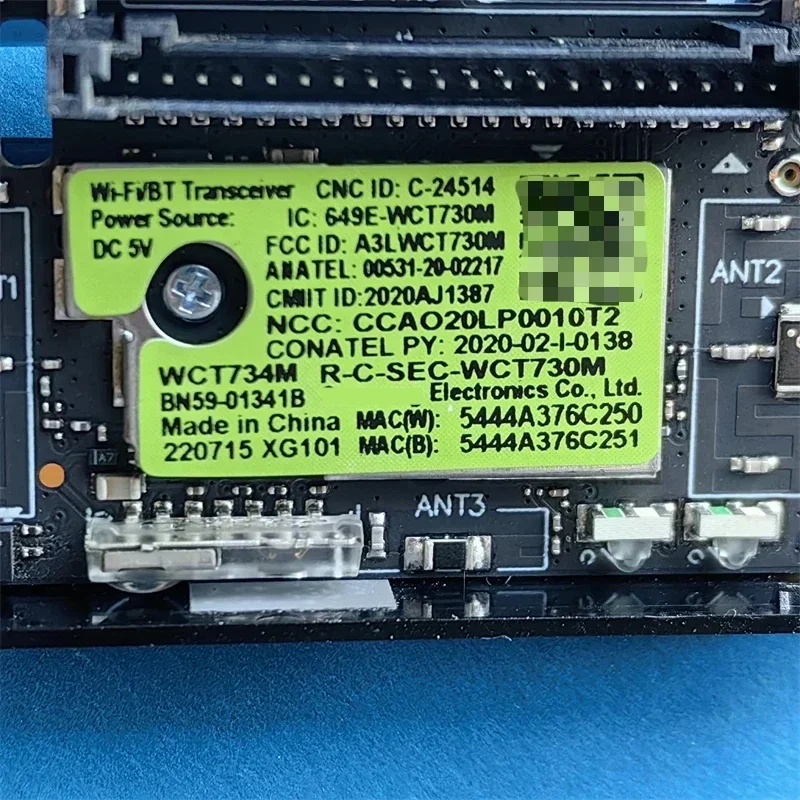 Wi-Fi/BT Transceiver CNC ID: C-24514
Power Source: IC: 649E-WCT730M
DC 5V FCC ID: A3LWCT730M
ANATEL: 00531-20-02217
CMIIT ID:2020AJ1387
NCC: CCAO20LP0010T2
CONATEL PY: 2020-02-I-0138
WCT734M R-C-SEC-WCT730M
BN59-01341B Electronics Co., Ltd.
Made in China MAC(W): 5444A376C250
220715 XG101 MAC(B): 5444A376C251
ANT2
ANT3
A7